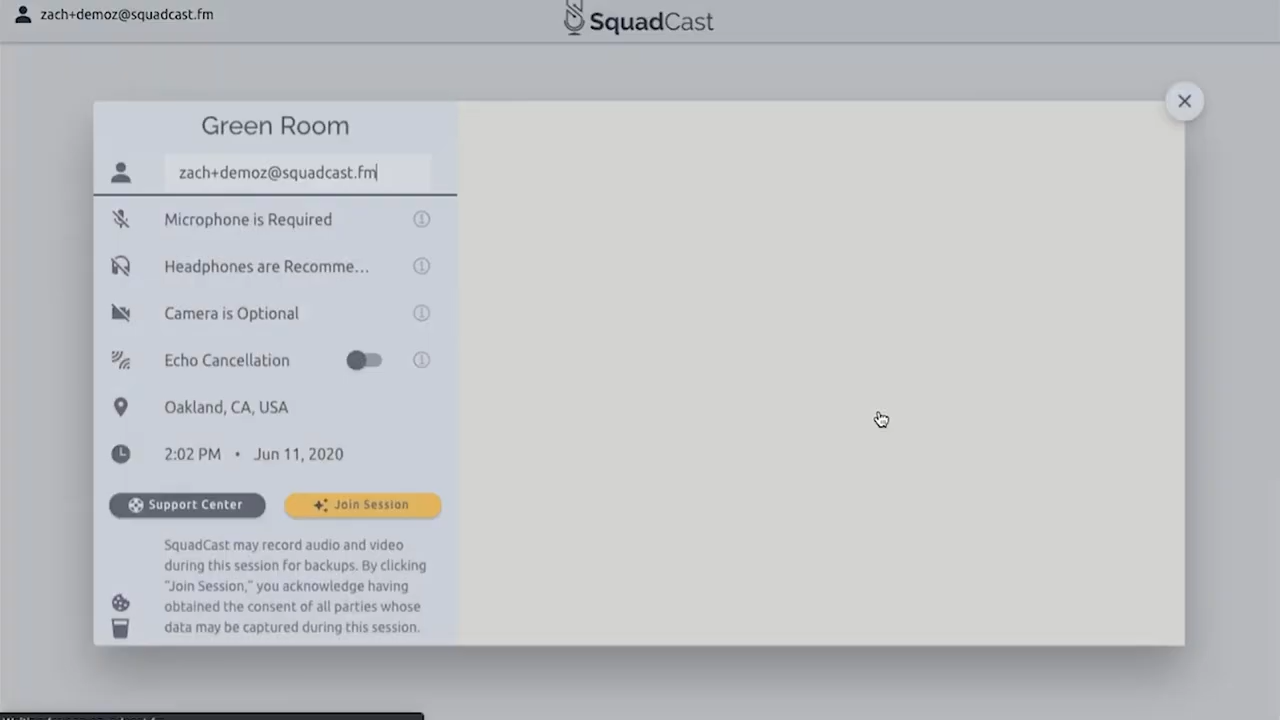 zach+demoz@squadcast.fm
SquadCast
Green Room
zach+demoz@squadcast.fm
Microphone is Required
Headphones are Recomme…
Camera is Optional
Echo Cancellation
Oakland, CA, USA
2:02 PM • Jun 11, 2020
Support Center
Join Session
SquadCast may record audio and video
during this session for backups. By clicking
"Join Session," you acknowledge having
obtained the consent of all parties whose
data may be captured during this session.